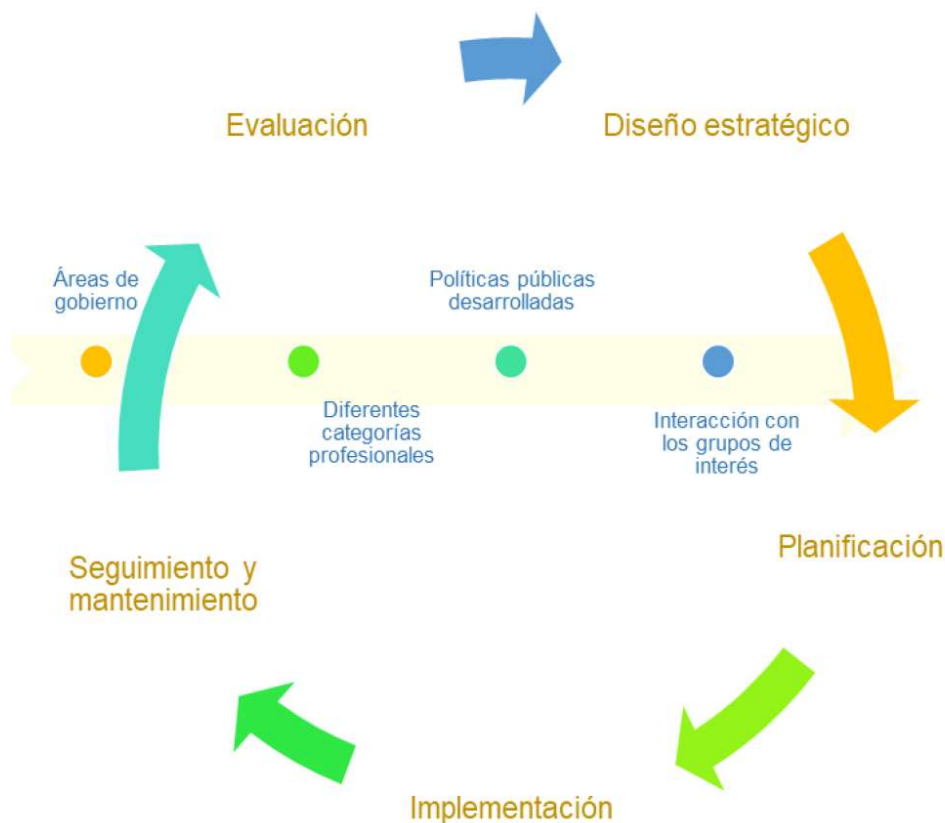 Evaluación
Diseño estratégico
Áreas de
gobierno
Políticas públicas
desarrolladas
Diferentes
categorías
profesionales
Interacción con
los grupos de
interés
Planificación
Seguimiento y
mantenimiento
Implementación